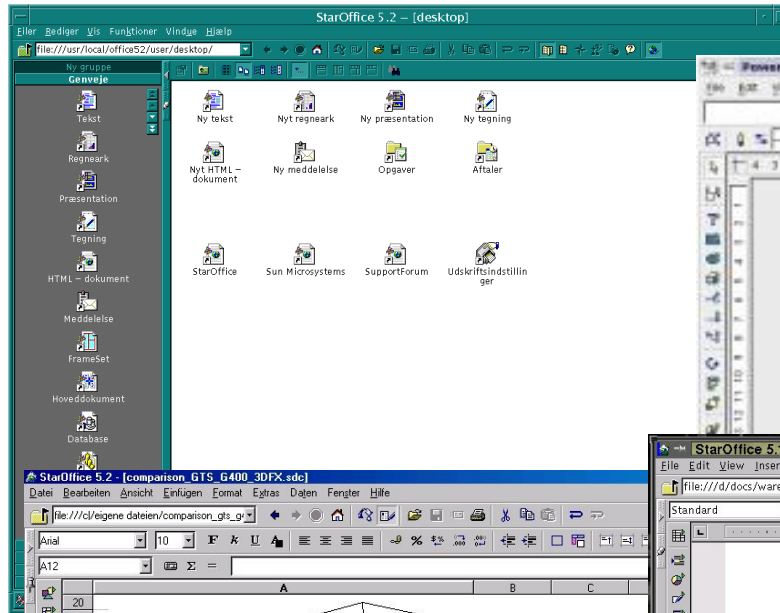 StarOffice 5.2 – [desktop]
Filer Rediger Vis Funktioner Vindue Hjælp
file:///usr/local/office52/user/desktop/
Ny gruppe
Genveje
Tekst
Regneark
Præsentation
Tegning
HTML – dokument
Meddelelse
FrameSet
Hoveddokument
Database
Ny tekst Nyt regneark Ny præsentation Ny tegning
Nyt HTML –
dokument
Ny meddelelse Opgaver Aftaler
StarOffice Sun Microsystems SupportForum Udskriftsindstillin
ger
4 3
StarOffice 5.2 - [comparison_GTS_G400_3DFX.sdc]
Datei Bearbeiten Ansicht Einfügen Format Extras Daten Fenster Hilfe
file:///c|/eigene dateien/comparison_gts_g
Arial 10 F k U A
A12 Σ =
A B C
20
StarOffice 5.
File Edit View Inser
file:///d/docs/ware
Standard
L